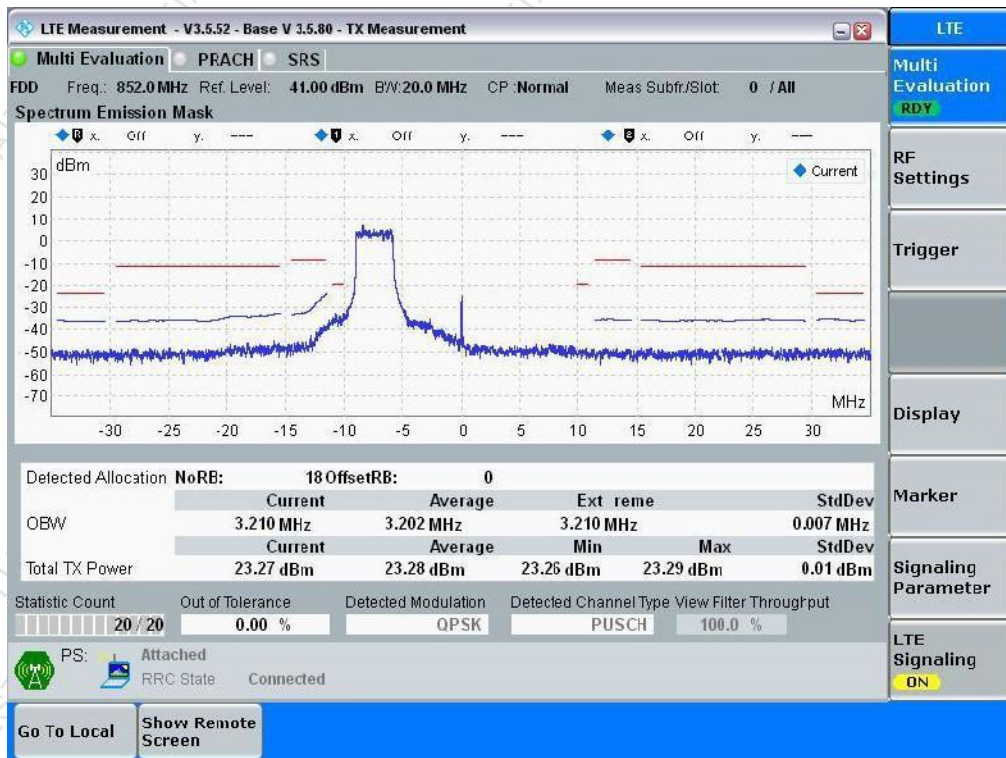 LTE Measurement - V3.5.52 - Base V 3.5.80 - TX Measurement
LTE
Multi Evaluation PRACH SRS
Multi Evaluation
RDY
FDD Freq.: 852.0 MHz Ref. Level: 41.00 dBm BW: 20.0 MHz CP : Normal Meas Subfr./Slot: 0 / All
Spectrum Emission Mask
R x. Off y. --- 1 x. Off y. --- 2 x. Off y. ---
dBm
Current
30
20
10
0
-10
-20
-30
-40
-50
-60
-70
MHz
-30 -25 -20 -15 -10 -5 0 5 10 15 20 25 30
RF Settings
Trigger
Display
Marker
Signaling Parameter
LTE Signaling
ON
Detected Allocation NoRB: 18 OffsetRB: 0
Current Average Ext reme StdDev
OBW 3.210 MHz 3.202 MHz 3.210 MHz 0.007 MHz
Current Average Min Max StdDev
Total TX Power 23.27 dBm 23.28 dBm 23.26 dBm 23.29 dBm 0.01 dBm
Statistic Count Out of Tolerance Detected Modulation Detected Channel Type View Filter Throughput
20 / 20 0.00 % QPSK PUSCH 100.0 %
PS: Attached
RRC State Connected
Go To Local Show Remote Screen